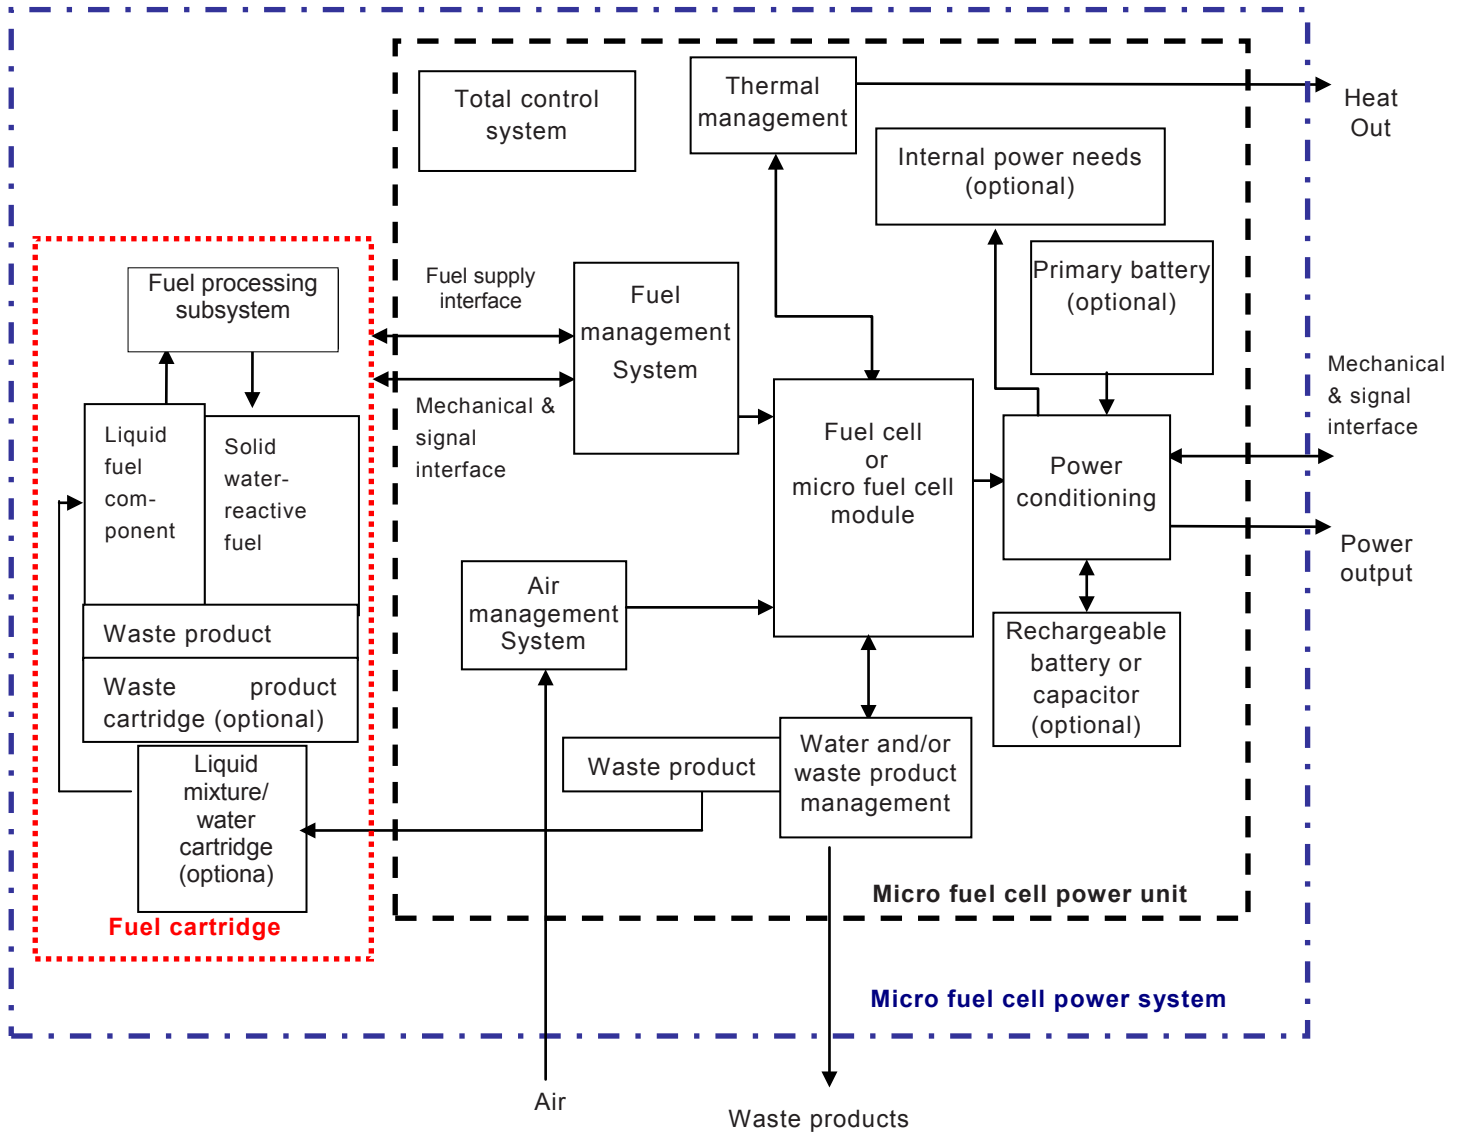 Total control
system
Thermal
management
Heat
Out
Internal power needs
(optional)
Fuel processing
subsystem
Fuel supply
interface
Fuel
management
System
Primary battery
(optional)
Mechanical
& signal
interface
Mechanical &
signal
interface
Liquid
fuel
com-
ponent
Solid
water-
reactive
fuel
Fuel cell
or
micro fuel cell
module
Power
conditioning
Power
output
Air
management
System
Waste product
Waste product
cartridge (optional)
Rechargeable
battery or
capacitor
(optional)
Liquid
mixture/
water
cartridge
(optiona)
Waste product
Water and/or
waste product
management
Fuel cartridge
Micro fuel cell power unit
Micro fuel cell power system
Air
Waste products